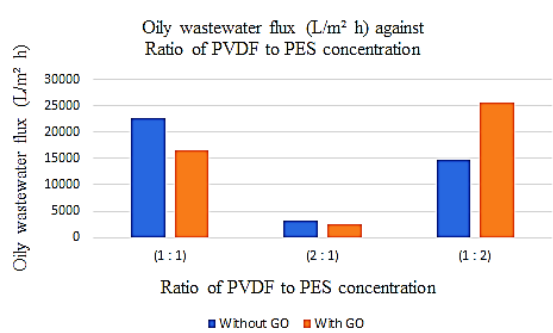 Oily wastewater flux (L/m² h) against
Ratio of PVDF to PES concentration
Oily wastewater flux (L/m² h)
30000
25000
20000
15000
10000
5000
0
(1 : 1)
(2 : 1)
(1 : 2)
Ratio of PVDF to PES concentration
Without GO
With GO